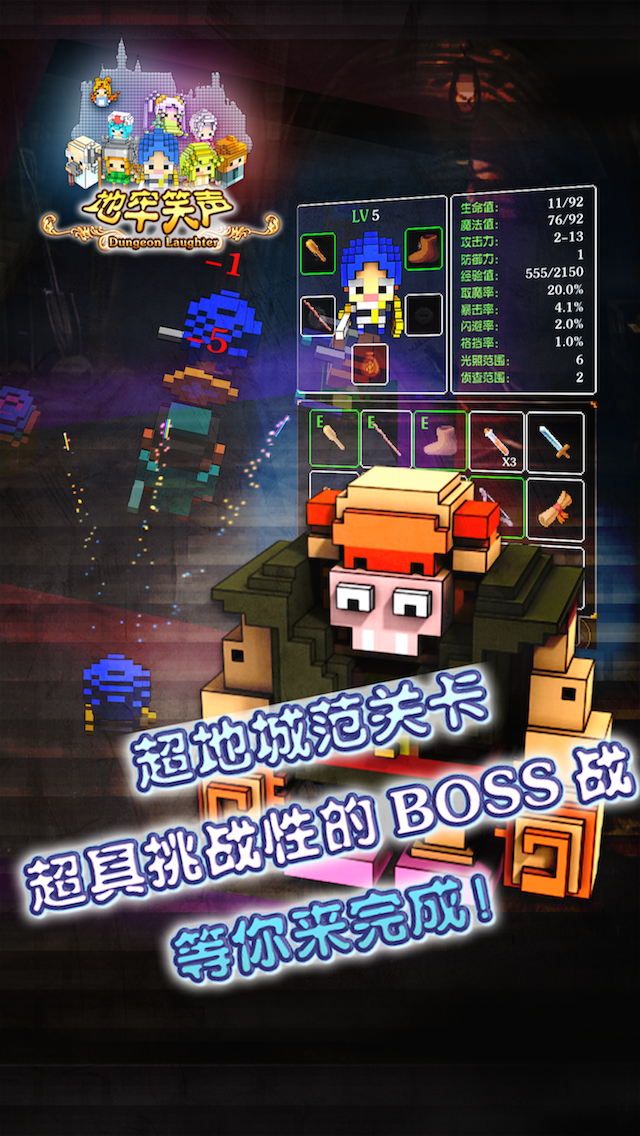 地牢笑声
Dungeon Laughter
-1
-5
LV 5
生命值: 11/92
魔法值: 76/92
攻击力: 2-13
防御力: 1
经验值: 555/2150
取魔率: 20.0%
暴击率: 4.1%
闪避率: 2.0%
格挡率: 1.0%
光照范围: 6
侦查范围: 2
E E E
X3
超地城范关卡
超具挑战性的 BOSS 战
等你来完成!